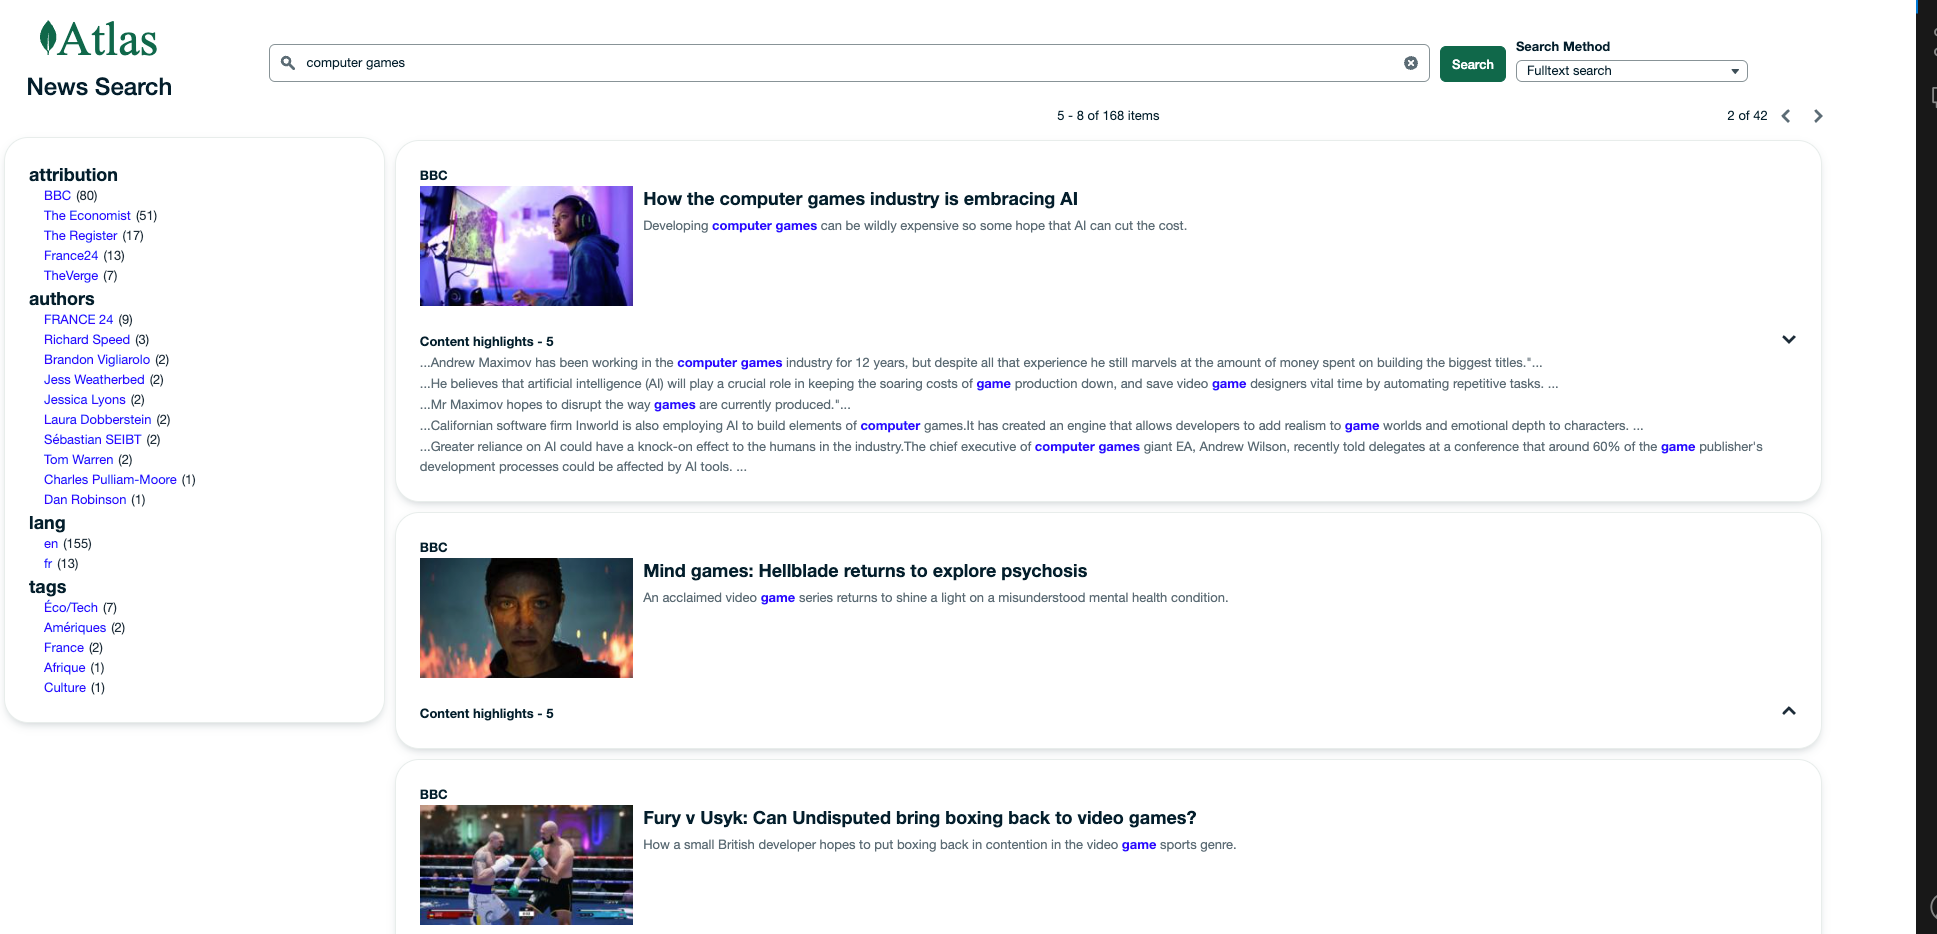 Atlas
News Search
computer games
Search
Search Method
Fulltext search
5 - 8 of 168 items
2 of 42
attribution
BBC (80)
The Economist (51)
The Register (17)
France24 (13)
TheVerge (7)
authors
FRANCE 24 (9)
Richard Speed (3)
Brandon Vigliarolo (2)
Jess Weatherbed (2)
Jessica Lyons (2)
Laura Dobberstein (2)
Sébastian SEIBT (2)
Tom Warren (2)
Charles Pulliam-Moore (1)
Dan Robinson (1)
lang
en (155)
fr (13)
tags
Éco/Tech (7)
Amériques (2)
France (2)
Afrique (1)
Culture (1)
BBC
How the computer games industry is embracing AI
Developing computer games can be wildly expensive so some hope that AI can cut the cost.
Content highlights - 5
...Andrew Maximov has been working in the computer games industry for 12 years, but despite all that experience he still marvels at the amount of money spent on building the biggest titles."...
...He believes that artificial intelligence (AI) will play a crucial role in keeping the soaring costs of game production down, and save video game designers vital time by automating repetitive tasks. ...
...Mr Maximov hopes to disrupt the way games are currently produced."...
...Californian software firm Inworld is also employing AI to build elements of computer games.It has created an engine that allows developers to add realism to game worlds and emotional depth to characters. ...
...Greater reliance on AI could have a knock-on effect to the humans in the industry.The chief executive of computer games giant EA, Andrew Wilson, recently told delegates at a conference that around 60% of the game publisher's
development processes could be affected by AI tools. ...
BBC
Mind games: Hellblade returns to explore psychosis
An acclaimed video game series returns to shine a light on a misunderstood mental health condition.
Content highlights - 5
BBC
Fury v Usyk: Can Undisputed bring boxing back to video games?
How a small British developer hopes to put boxing back in contention in the video game sports genre.